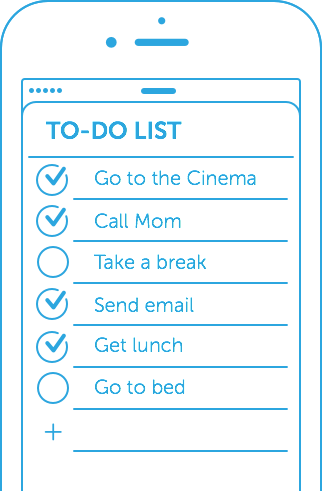 TO-DO LIST
Go to the Cinema
Call Mom
Take a break
Send email
Get lunch
Go to bed
+